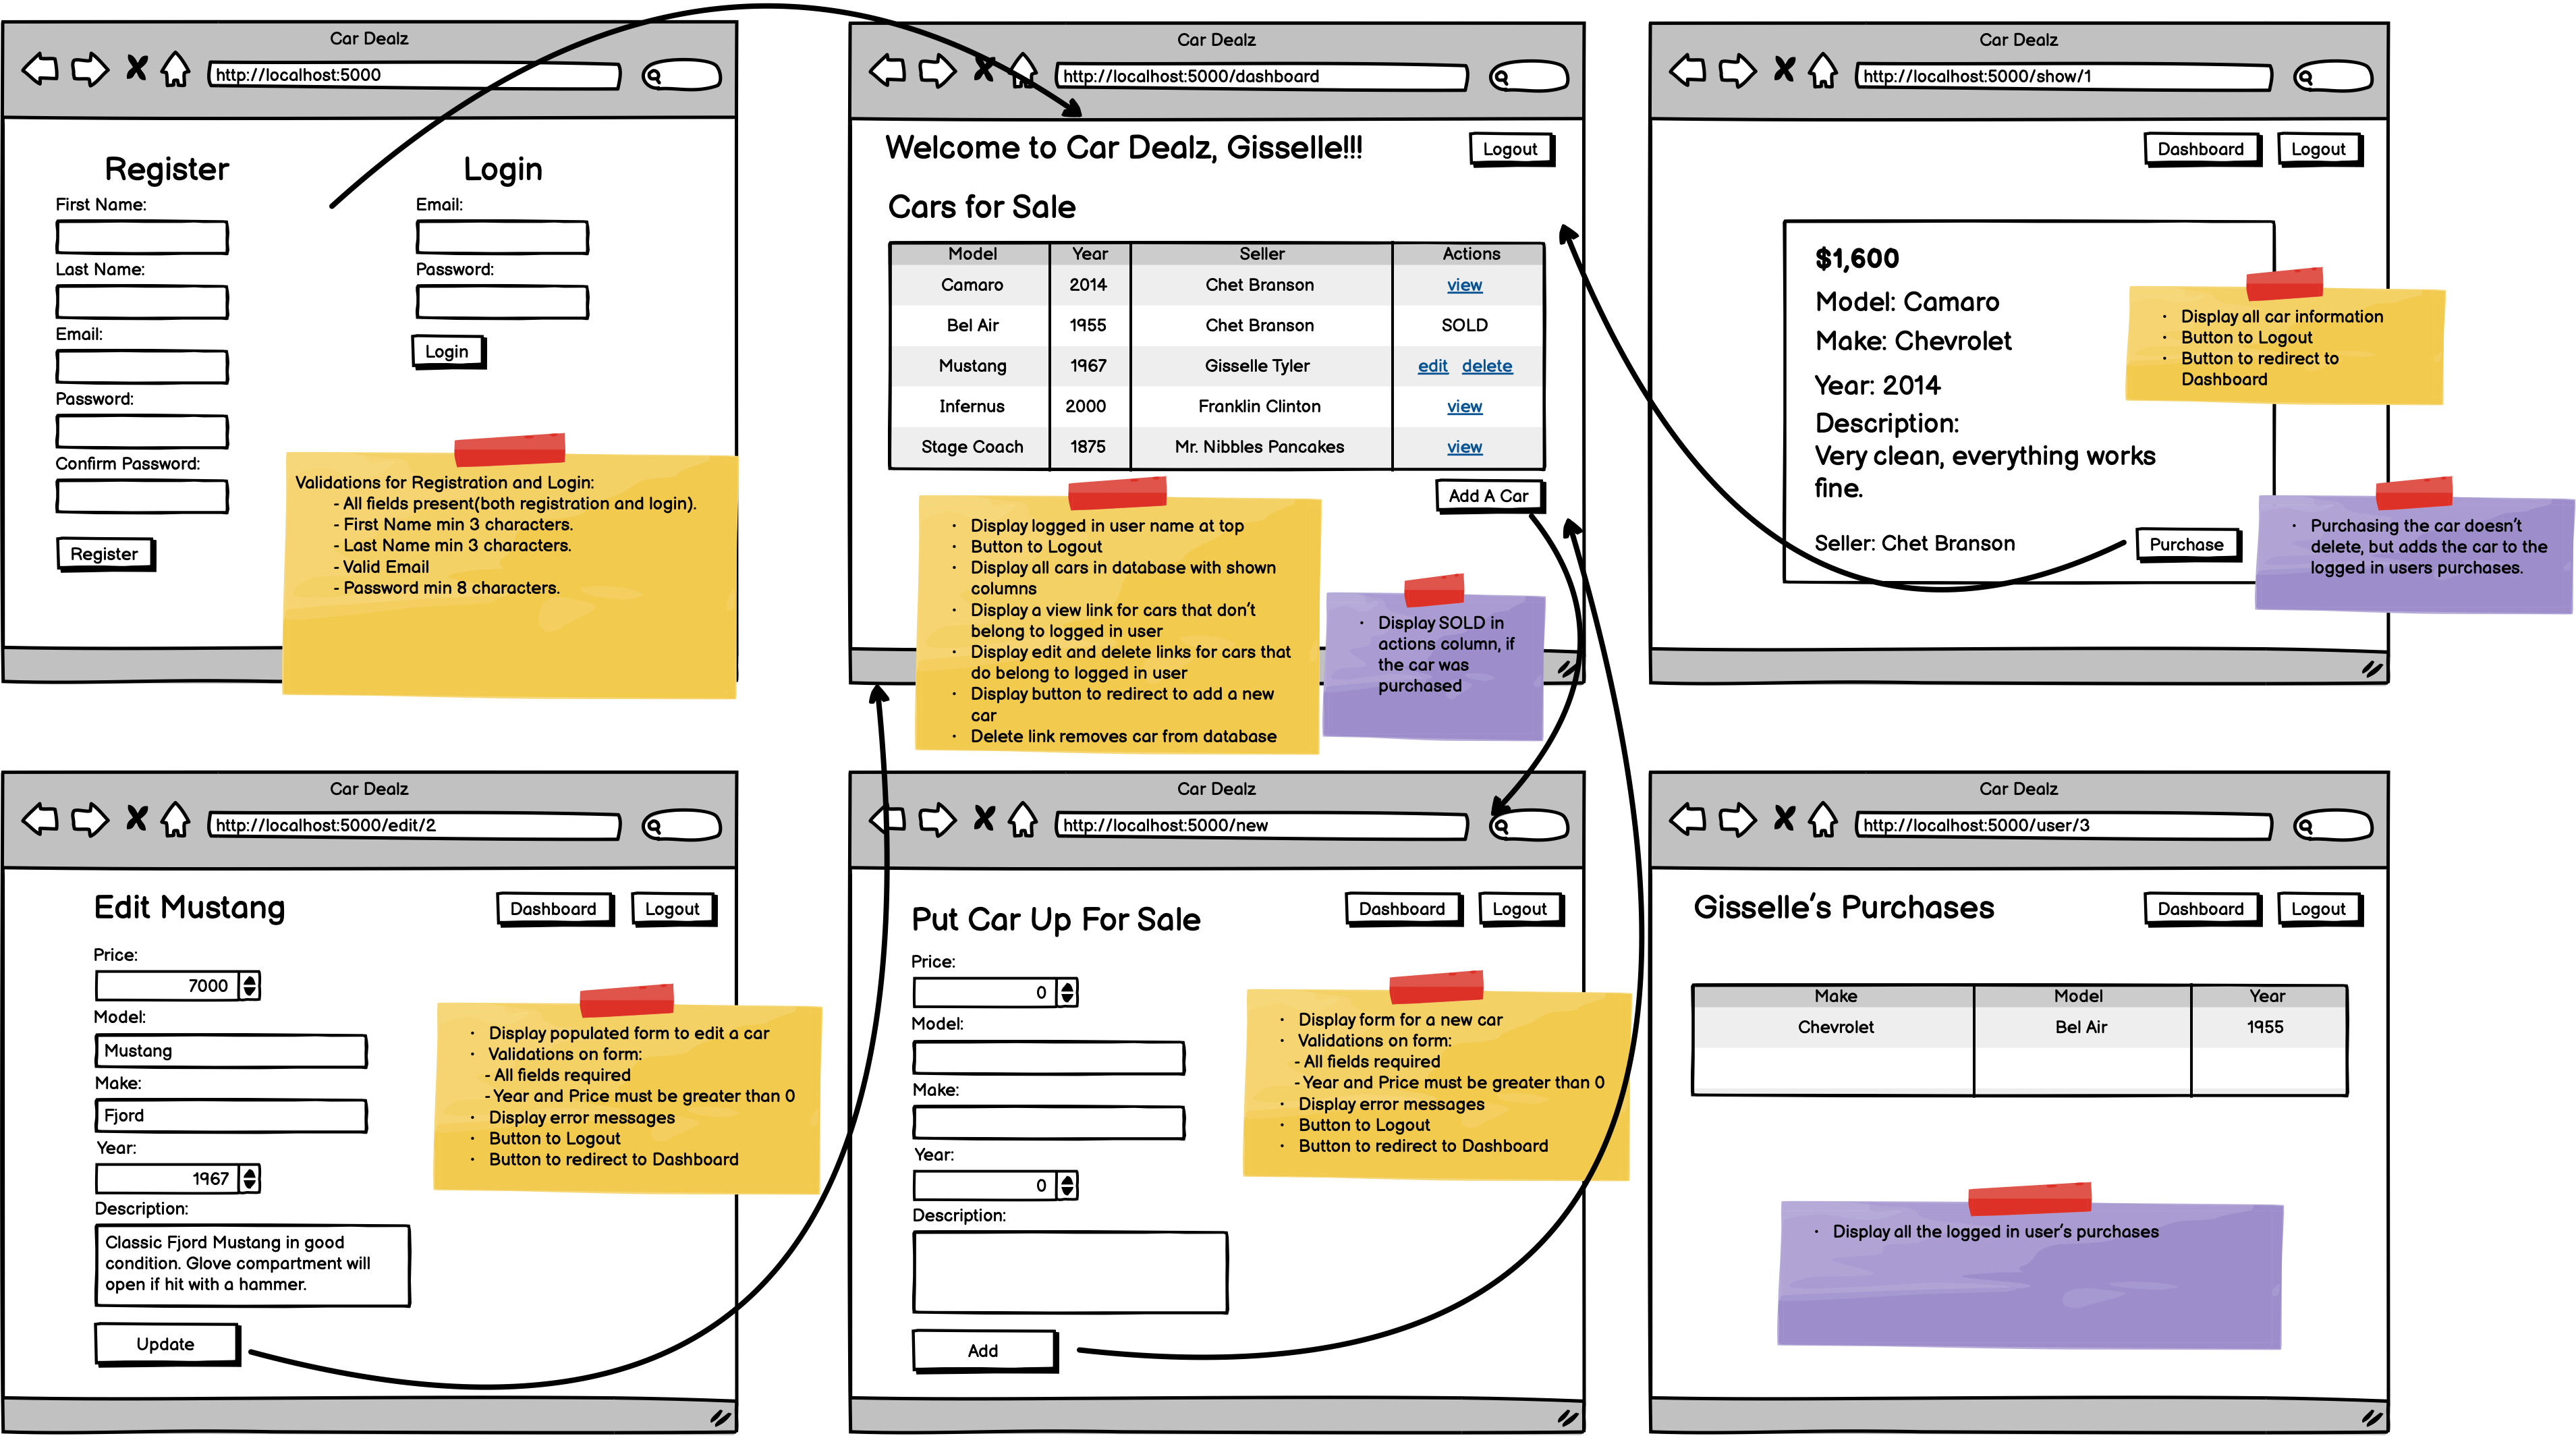 Car Dealz
http://localhost:5000
Register
First Name:
Last Name:
Email:
Password:
Confirm Password:
Register
Login
Email:
Password:
Login
Validations for Registration and Login:
- All fields present(both registration and login).
- First Name min 3 characters.
- Last Name min 3 characters.
- Valid Email
- Password min 8 characters.
Car Dealz
http://localhost:5000/dashboard
Welcome to Car Dealz, Gisselle!!!
Logout
Cars for Sale
Model Year Seller Actions
Camaro 2014 Chet Branson view
Bel Air 1955 Chet Branson SOLD
Mustang 1967 Gisselle Tyler edit delete
Infernus 2000 Franklin Clinton view
Stage Coach 1875 Mr. Nibbles Pancakes view
Add A Car
· Display logged in user name at top
· Button to Logout
· Display all cars in database with shown
columns
· Display a view link for cars that don't
belong to logged in user
· Display edit and delete links for cars that
do belong to logged in user
· Display button to redirect to add a new
car
· Delete link removes car from database
· Display SOLD in
actions column, if
the car was
purchased
Car Dealz
http://localhost:5000/show/1
Dashboard
Logout
$1,600
Model: Camaro
Make: Chevrolet
Year: 2014
Description:
Very clean, everything works
fine.
Seller: Chet Branson
Purchase
· Display all car information
· Button to Logout
· Button to redirect to
Dashboard
· Purchasing the car doesn't
delete, but adds the car to the
logged in users purchases.
Car Dealz
http://localhost:5000/edit/2
Edit Mustang
Dashboard
Logout
Price:
7000
Model:
Mustang
Make:
Fjord
Year:
1967
Description:
Classic Fjord Mustang in good
condition. Glove compartment will
open if hit with a hammer.
Update
· Display populated form to edit a car
· Validations on form:
- All fields required
- Year and Price must be greater than 0
· Display error messages
· Button to Logout
· Button to redirect to Dashboard
Car Dealz
http://localhost:5000/new
Put Car Up For Sale
Dashboard
Logout
Price:
0
Model:
Make:
Year:
0
Description:
Add
· Display form for a new car
· Validations on form:
- All fields required
- Year and Price must be greater than 0
· Display error messages
· Button to Logout
· Button to redirect to Dashboard
Car Dealz
http://localhost:5000/user/3
Gisselle's Purchases
Dashboard
Logout
Make Model Year
Chevrolet Bel Air 1955
· Display all the logged in user's purchases